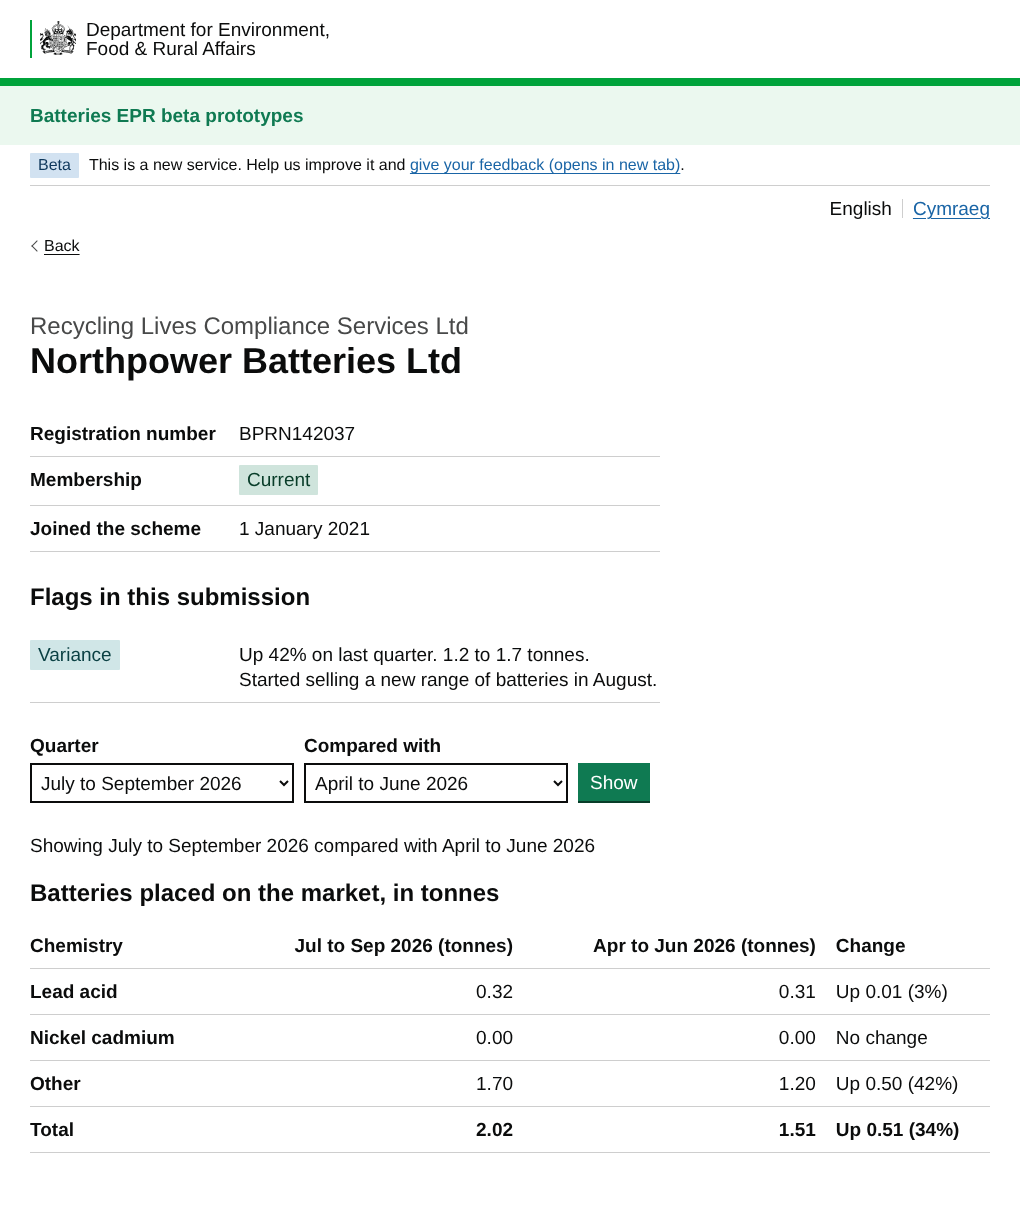 Department for Environment,
Food & Rural Affairs
Batteries EPR beta prototypes
Beta This is a new service. Help us improve it and give your feedback (opens in new tab).
English Cymraeg
Back
Recycling Lives Compliance Services Ltd
Northpower Batteries Ltd
Registration number BPRN142037
Membership Current
Joined the scheme 1 January 2021
Flags in this submission
Variance Up 42% on last quarter. 1.2 to 1.7 tonnes.
Started selling a new range of batteries in August.
Quarter Compared with
July to September 2026 April to June 2026 Show
Showing July to September 2026 compared with April to June 2026
Batteries placed on the market, in tonnes
Chemistry Jul to Sep 2026 (tonnes) Apr to Jun 2026 (tonnes) Change
Lead acid 0.32 0.31 Up 0.01 (3%)
Nickel cadmium 0.00 0.00 No change
Other 1.70 1.20 Up 0.50 (42%)
Total 2.02 1.51 Up 0.51 (34%)